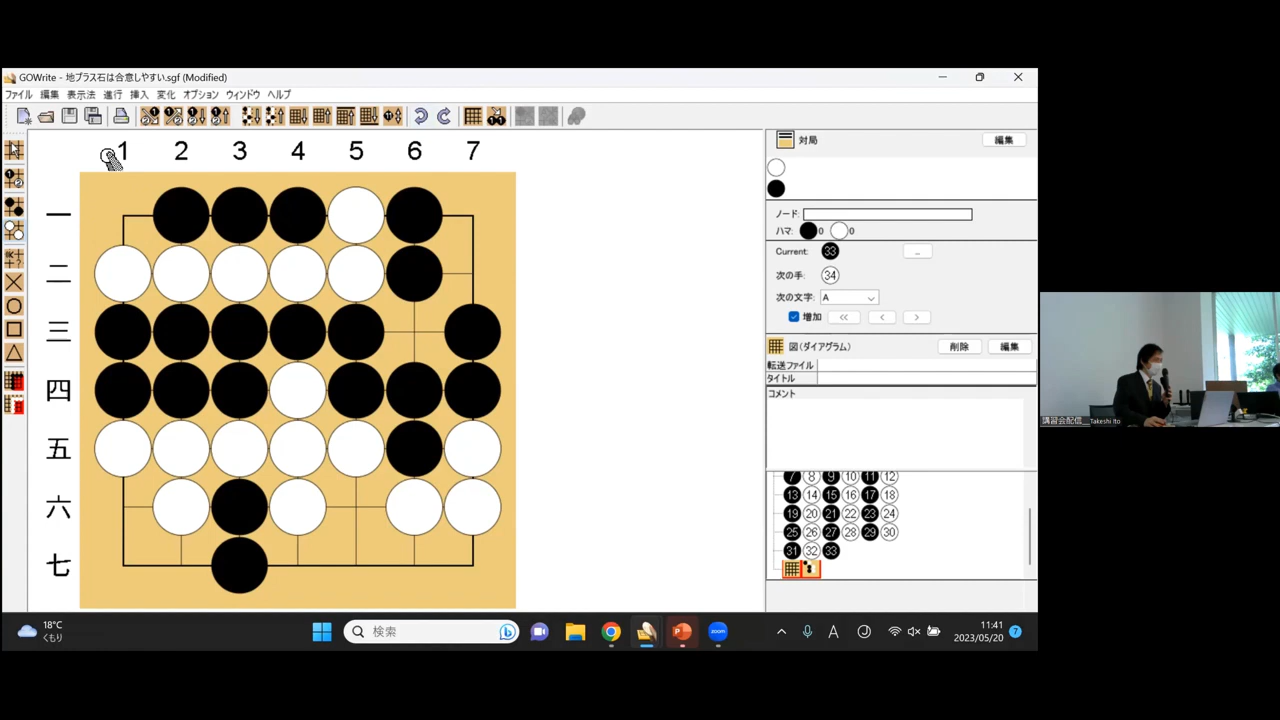 GOWrite - 地プラス石は合意しやすい.sgf (Modified)
ファイル 編集 表示法 進行 挿入 変化 オプション ウィンドウ ヘルプ
1 2 3 4 5 6 7
一
二
三
四
五
六
七
対局
編集
ノード:
ハマ: 0 0
Current: 33 ..
次の手: 34
次の文字: A
増加 << < >
図(ダイアグラム) 削除 編集
転送ファイル
タイトル
コメント
7 8 9 10 11 12
13 14 15 16 17 18
19 20 21 22 23 24
25 26 27 28 29 30
31 32 33
講習会配信__Takeshi Ito
18°C
くもり
検索
zoom
A
11:41
2023/05/20
7